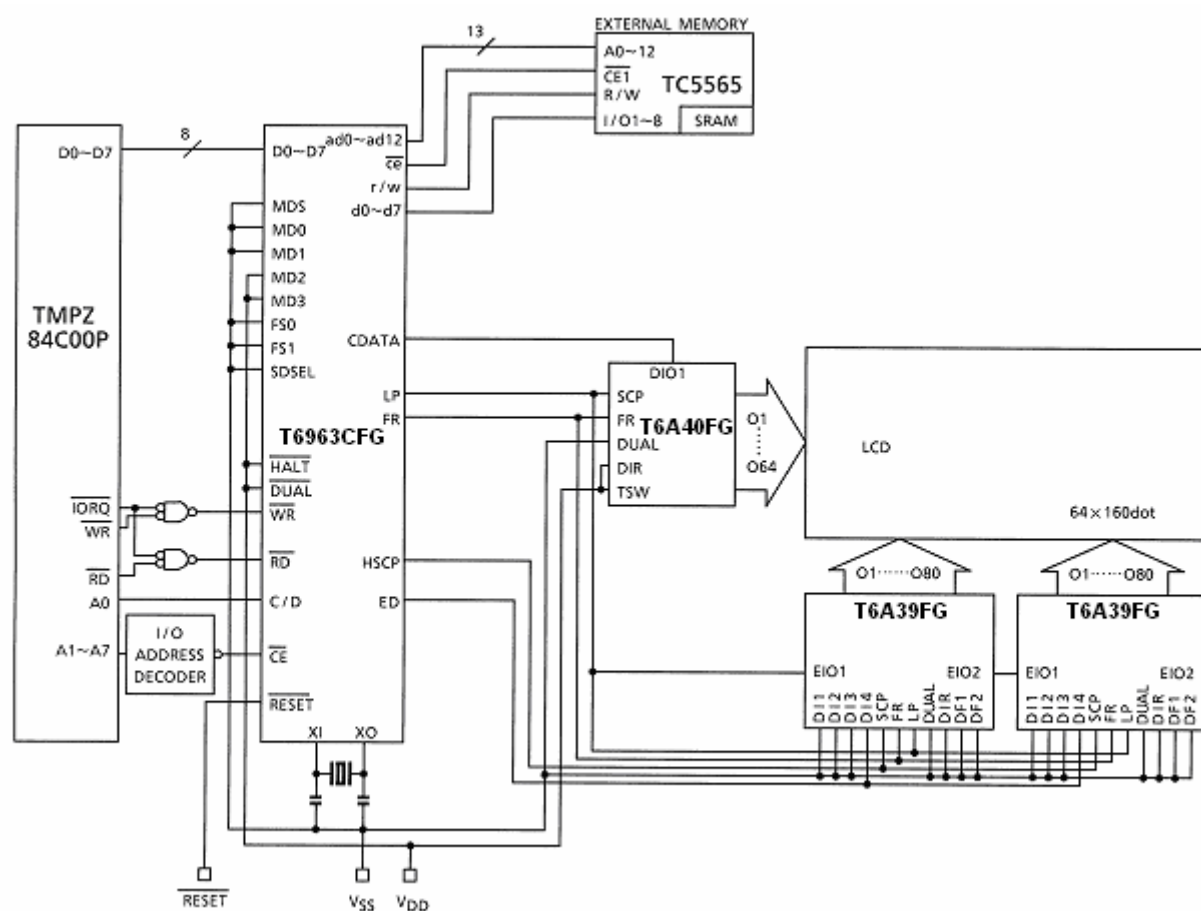 EXTERNAL MEMORY
13
A0~12
CE1
R/W
I/O1~8
TC5565
SRAM
TMPZ
84C00P
D0~D7
IORQ
WR
RD
A0
A1~A7
8
I/O
ADDRESS
DECODER
D0~D7
MDS
MD0
MD1
MD2
MD3
FS0
FS1
SDSEL
T6963CFG
HALT
DUAL
WR
RD
C/D
CE
RESET
XI
XO
ad0~ad12
ce
r/w
d0~d7
CDATA
LP
FR
HSCP
ED
DIO1
SCP
FR
DUAL
DIR
TSW
T6A40FG
O1
O64
LCD
64×160dot
O1······O80
O1······O80
T6A39FG
EIO1
EIO2
DI1
DI2
DI3
DI4
SCP
FR
LP
DUAL
DIR
DF1
DF2
T6A39FG
EIO1
EIO2
DI1
DI2
DI3
DI4
SCP
FR
LP
DUAL
DIR
DF1
DF2
RESET
VSS
VDD